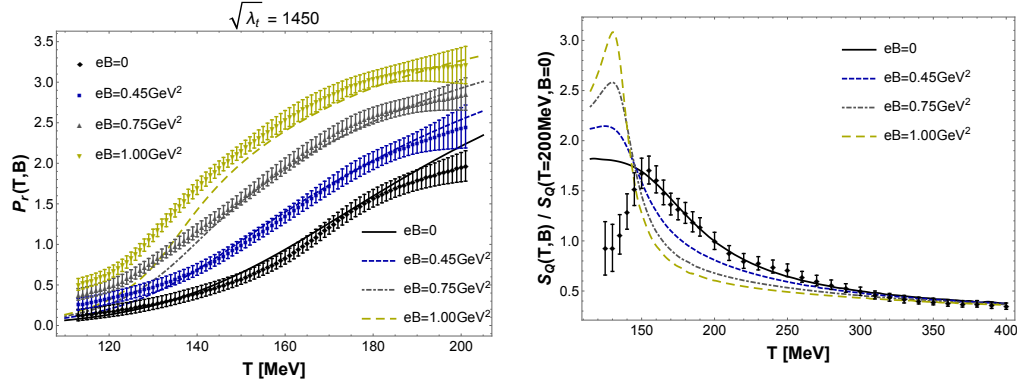 √λt = 1450
Pr(T,B)
3.5
3.0
2.5
2.0
1.5
1.0
0.5
0.0
eB=0
eB=0.45GeV²
eB=0.75GeV²
eB=1.00GeV²
eB=0
eB=0.45GeV²
eB=0.75GeV²
eB=1.00GeV²
120 140 160 180 200
T [MeV]
SQ(T,B) / SQ(T=200MeV,B=0)
3.0
2.5
2.0
1.5
1.0
0.5
eB=0
eB=0.45GeV²
eB=0.75GeV²
eB=1.00GeV²
150 200 250 300 350 400
T [MeV]